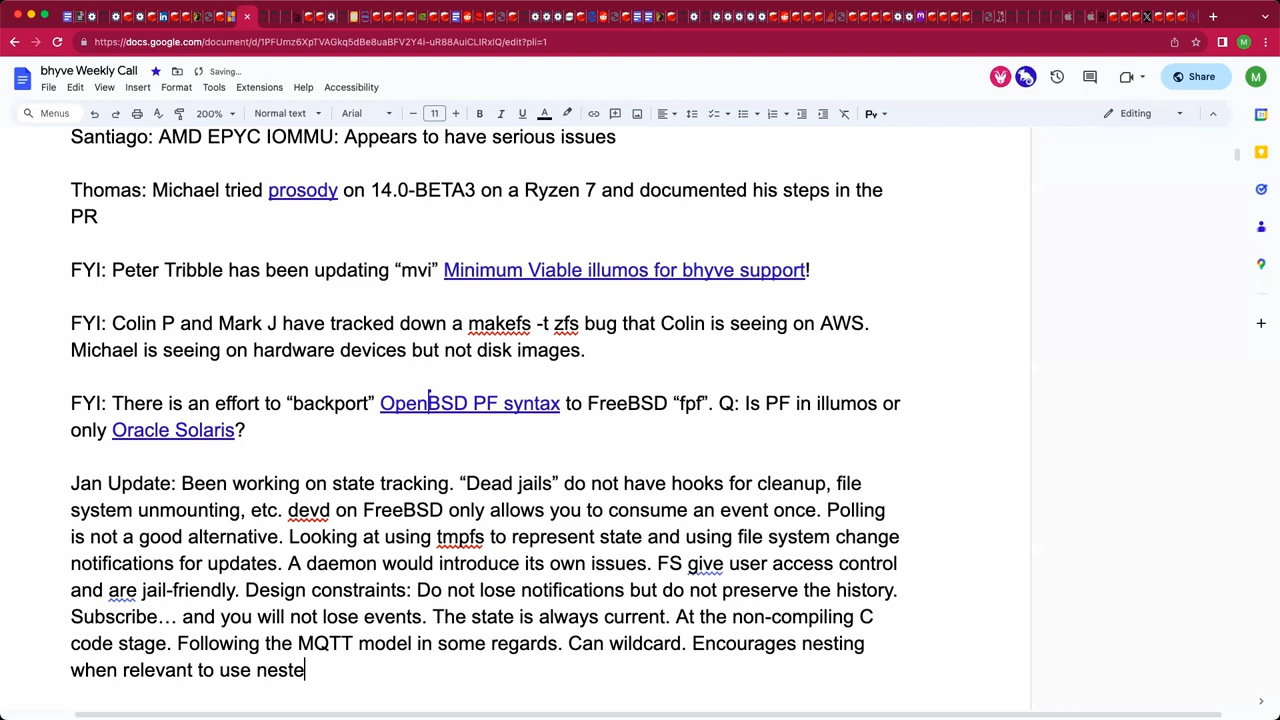 https://docs.google.com/document/d/1PFUmz6XpTVAGkq5dBe8uaBFV2Y4i-uR88AuiCLIRxIQ/edit?pli=1
M
bhyve Weekly Call
Saving...
File Edit View Insert Format Tools Extensions Help Accessibility
Share
M
Menus
200%
Normal text
Arial
11
B I U A
Editing
Santiago: AMD EPYC IOMMU: Appears to have serious issues
Thomas: Michael tried prosody on 14.0-BETA3 on a Ryzen 7 and documented his steps in the
PR
FYI: Peter Tribble has been updating “mvi” Minimum Viable illumos for bhyve support!
FYI: Colin P and Mark J have tracked down a makefs -t zfs bug that Colin is seeing on AWS.
Michael is seeing on hardware devices but not disk images.
FYI: There is an effort to “backport” OpenBSD PF syntax to FreeBSD “fpf”. Q: Is PF in illumos or
only Oracle Solaris?
Jan Update: Been working on state tracking. “Dead jails” do not have hooks for cleanup, file
system unmounting, etc. devd on FreeBSD only allows you to consume an event once. Polling
is not a good alternative. Looking at using tmpfs to represent state and using file system change
notifications for updates. A daemon would introduce its own issues. FS give user access control
and are jail-friendly. Design constraints: Do not lose notifications but do not preserve the history.
Subscribe… and you will not lose events. The state is always current. At the non-compiling C
code stage. Following the MQTT model in some regards. Can wildcard. Encourages nesting
when relevant to use neste